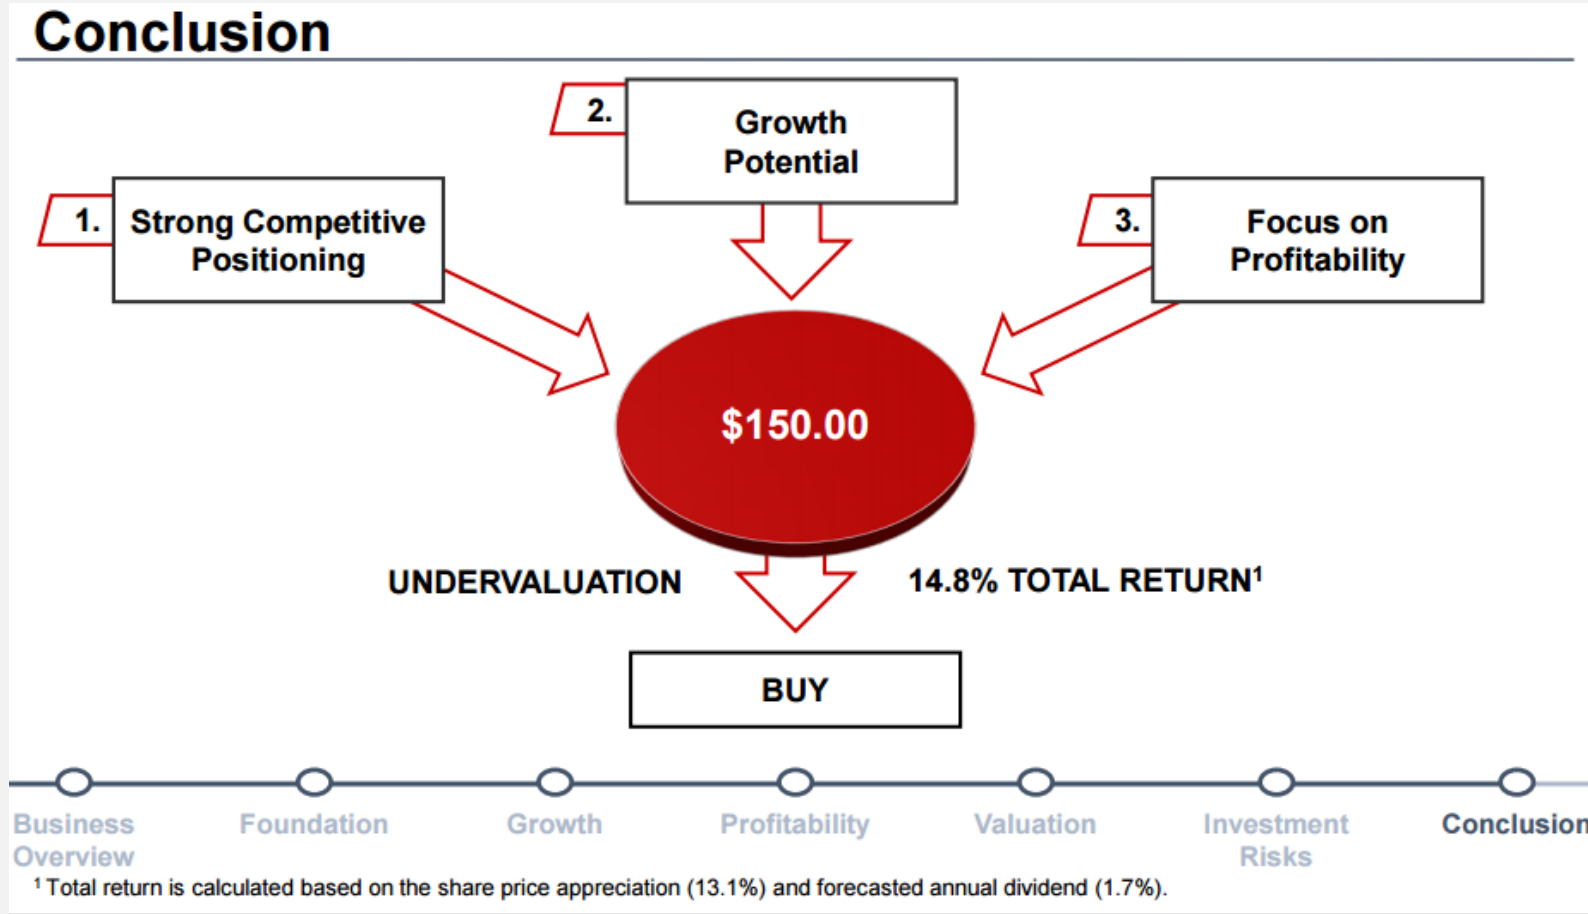 Conclusion
2.
Growth
Potential
1.
Strong Competitive
Positioning
3.
Focus on
Profitability
$150.00
UNDERVALUATION
14.8% TOTAL RETURN¹
BUY
Business
Overview
Foundation
Growth
Profitability
Valuation
Investment
Risks
Conclusion
¹ Total return is calculated based on the share price appreciation (13.1%) and forecasted annual dividend (1.7%).